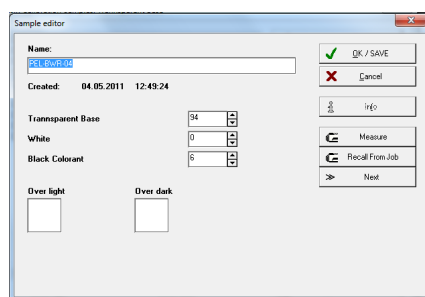 Sample editor
Name:
PEL-BWR-04
Created: 04.05.2011 12:49:24
Trannsparent Base 94
White 0
Black Colorant 6
Over light Over dark
OK / SAVE
Cancel
Info
Measure
Recall From Job
Next